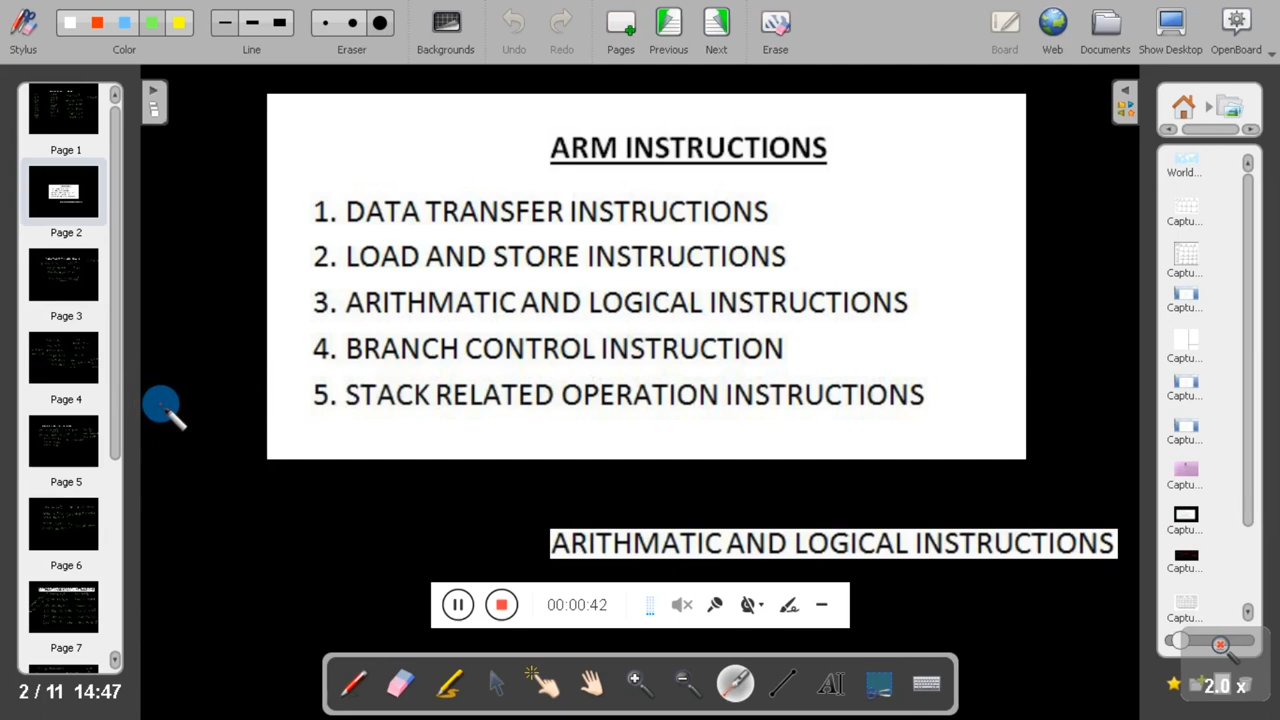 Stylus
Color
Line
Eraser
Backgrounds
Undo
Redo
Pages
Previous
Next
Erase
Board
Web
Documents
Show Desktop
OpenBoard
Page 1
Page 2
Page 3
Page 4
Page 5
Page 6
Page 7
2 / 11 14:47
ARM INSTRUCTIONS
1. DATA TRANSFER INSTRUCTIONS
2. LOAD AND STORE INSTRUCTIONS
3. ARITHMATIC AND LOGICAL INSTRUCTIONS
4. BRANCH CONTROL INSTRUCTION
5. STACK RELATED OPERATION INSTRUCTIONS
ARITHMATIC AND LOGICAL INSTRUCTIONS
00:00:42
AI
World...
Captu...
Captu...
Captu...
Captu...
Captu...
Captu...
Captu...
Captu...
Captu...
Captu...
2.0 x